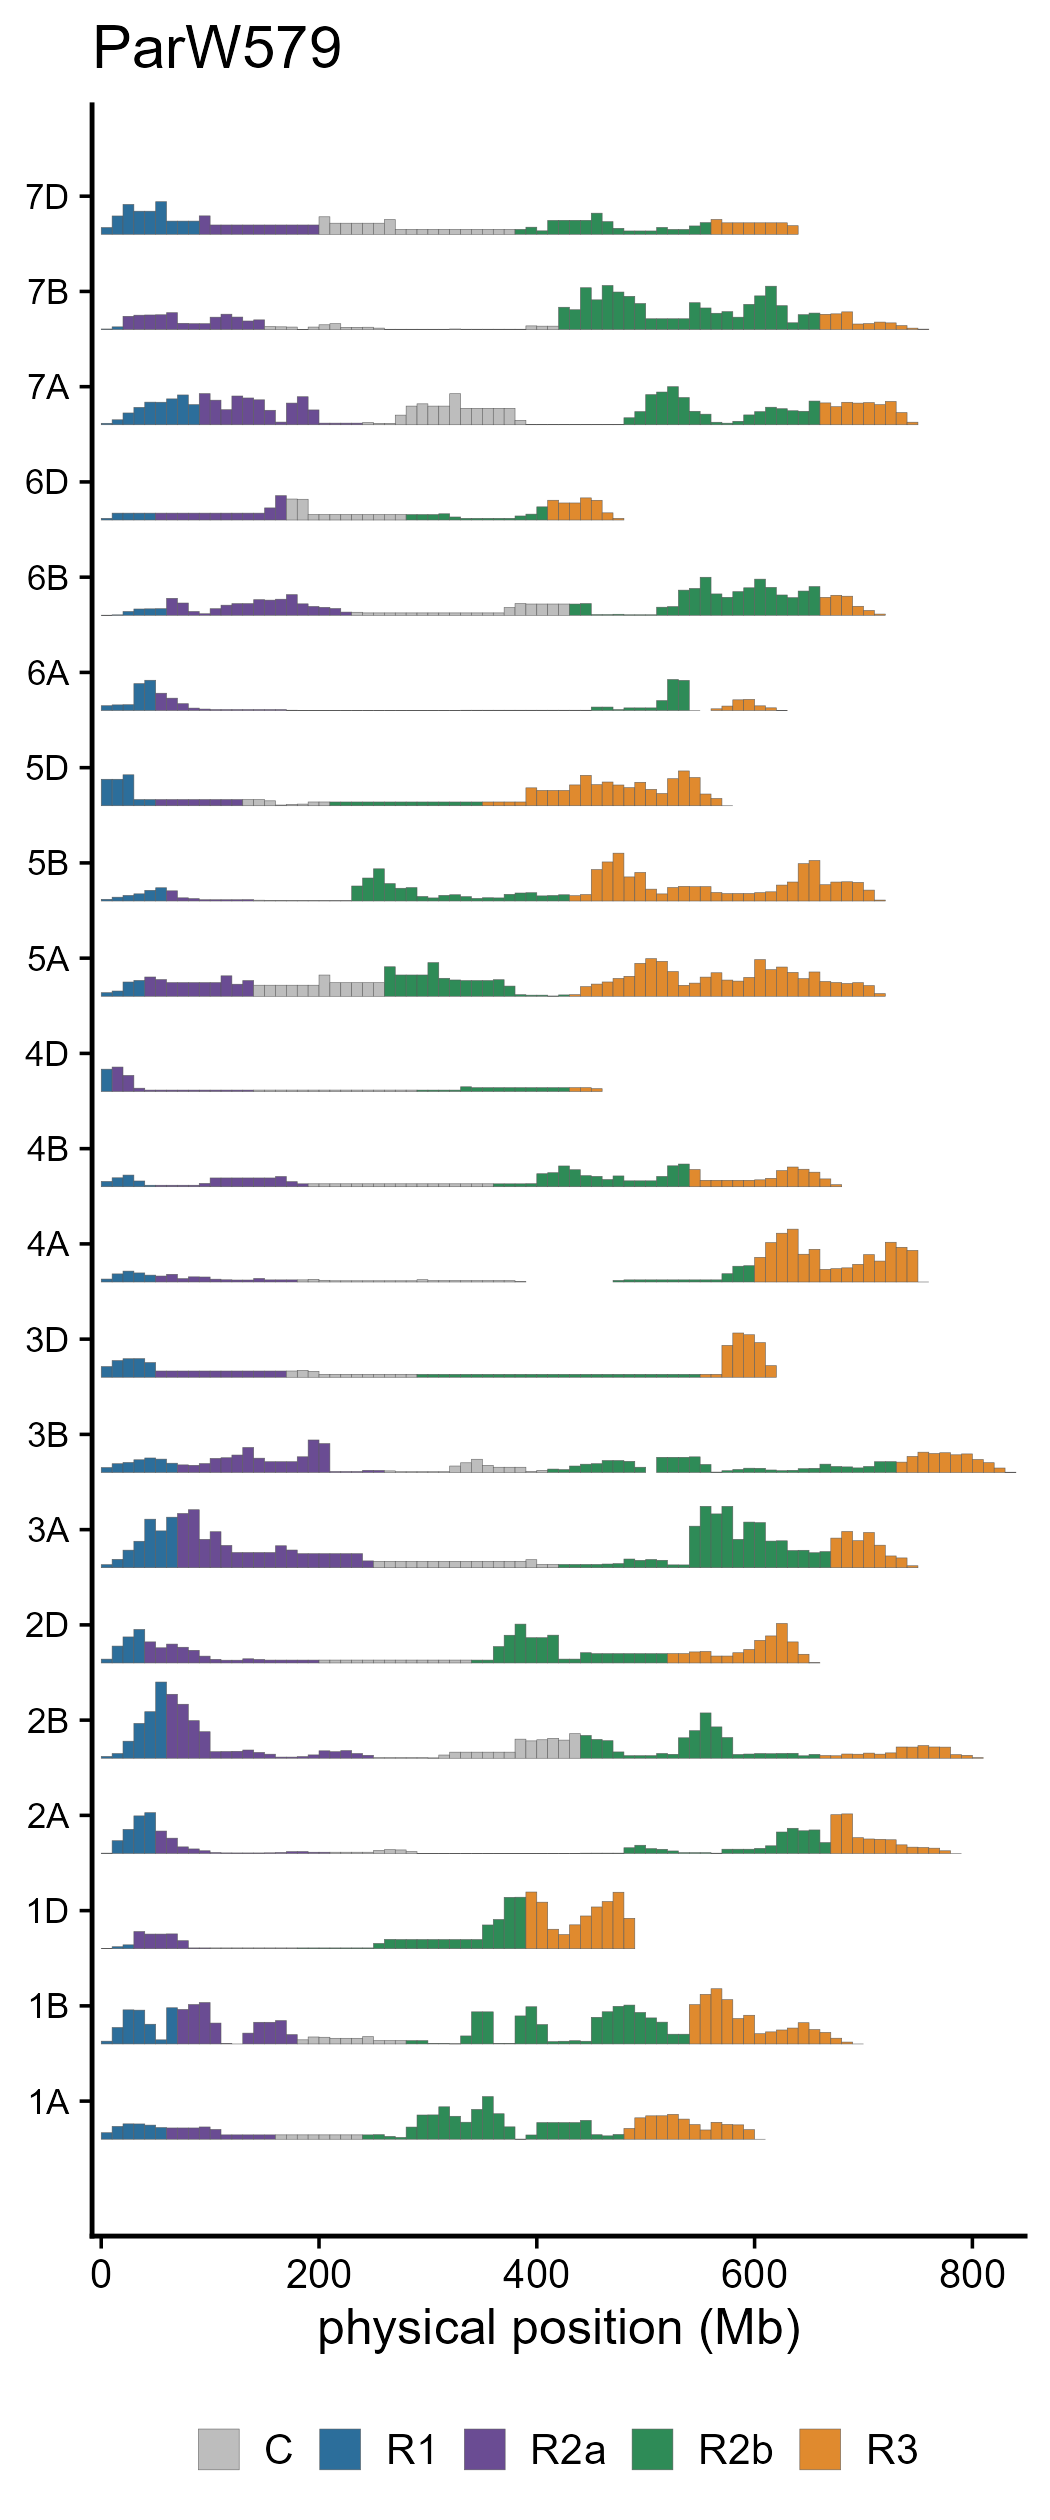 ParW579
7D
7B
7A
6D
6B
6A
5D
5B
5A
4D
4B
4A
3D
3B
3A
2D
2B
2A
1D
1B
1A
0 200 400 600 800
physical position (Mb)
C R1 R2a R2b R3